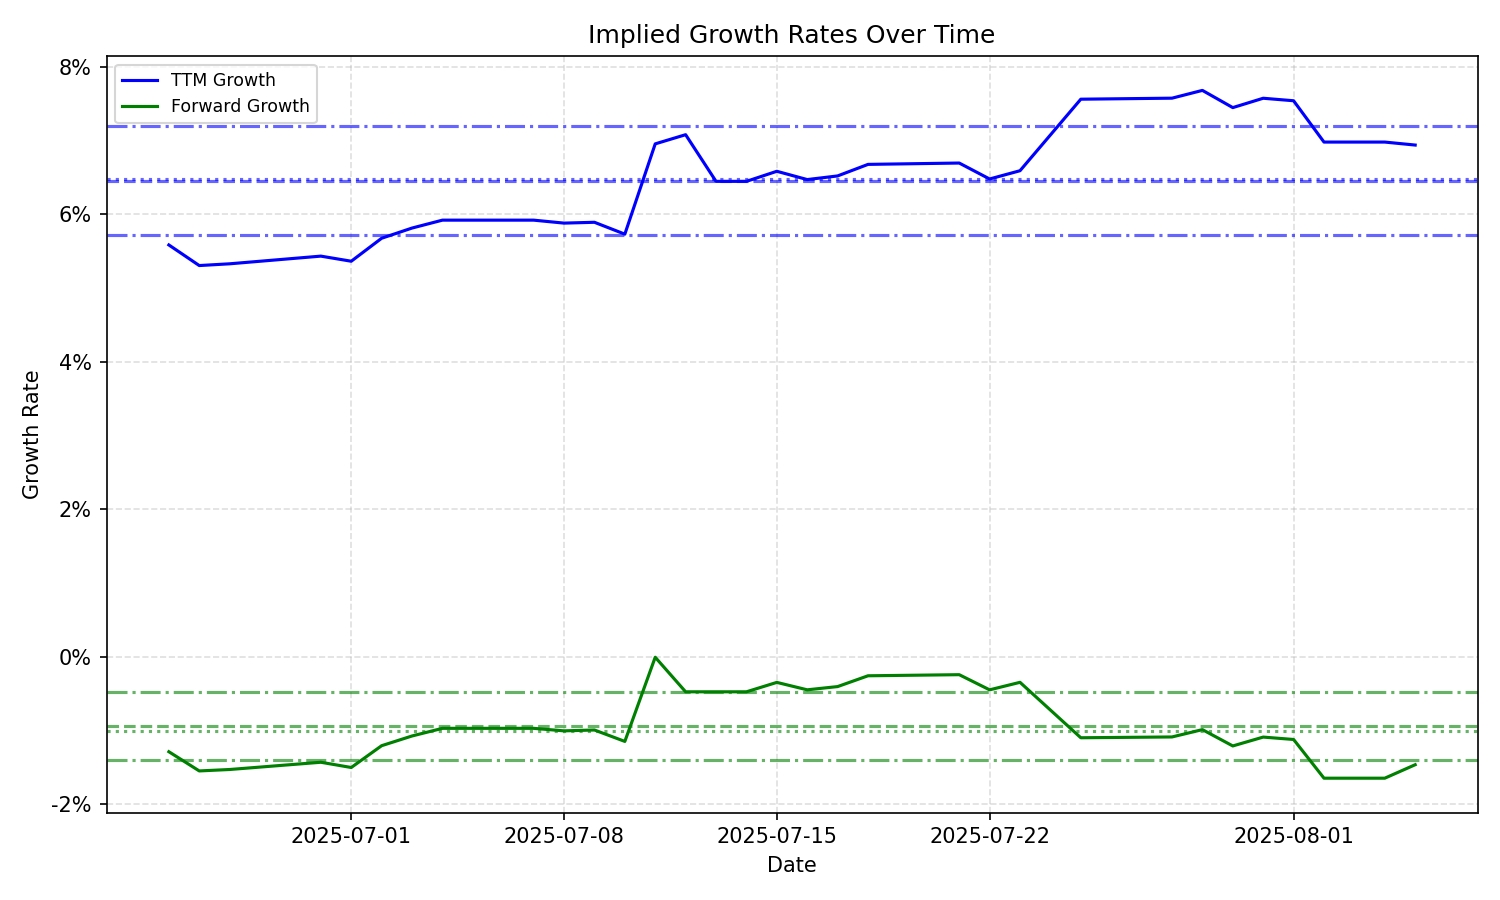 Implied Growth Rates Over Time
TTM Growth
Forward Growth
Growth Rate
8%
6%
4%
2%
0%
-2%
2025-07-01
2025-07-08
2025-07-15
2025-07-22
2025-08-01
Date